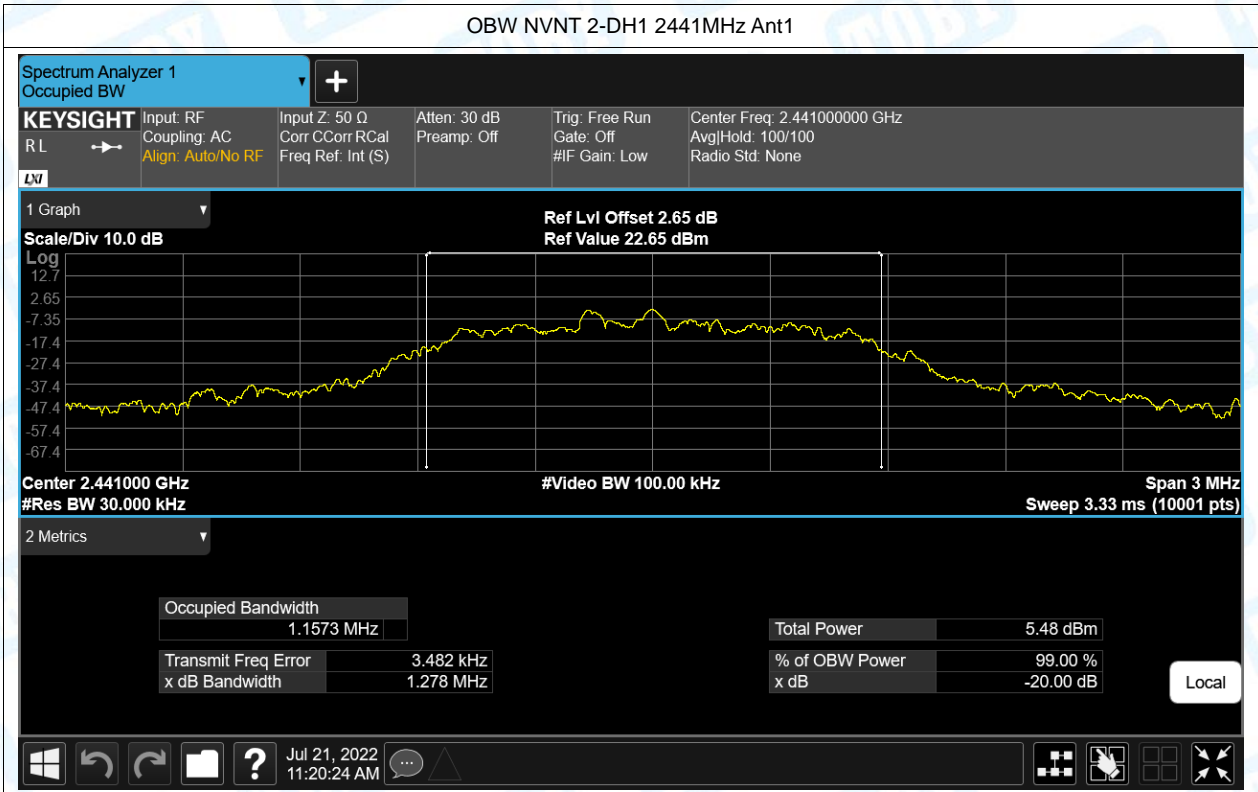 OBW NVNT 2-DH1 2441MHz Ant1
Spectrum Analyzer 1
Occupied BW
KEYSIGHT
RL
LXI
Input: RF
Coupling: AC
Align: Auto/No RF
Input Z: 50 Ω
Corr CCorr RCal
Freq Ref: Int (S)
Atten: 30 dB
Preamp: Off
Trig: Free Run
Gate: Off
#IF Gain: Low
Center Freq: 2.441000000 GHz
Avg|Hold: 100/100
Radio Std: None
1 Graph
Scale/Div 10.0 dB
Ref Lvl Offset 2.65 dB
Ref Value 22.65 dBm
Log
12.7
2.65
-7.35
-17.4
-27.4
-37.4
-47.4
-57.4
-67.4
Center 2.441000 GHz
#Video BW 100.00 kHz
Span 3 MHz
#Res BW 30.000 kHz
Sweep 3.33 ms (10001 pts)
2 Metrics
Occupied Bandwidth
1.1573 MHz
Transmit Freq Error 3.482 kHz
x dB Bandwidth 1.278 MHz
Total Power 5.48 dBm
% of OBW Power 99.00 %
x dB -20.00 dB
Local
?
Jul 21, 2022
11:20:24 AM